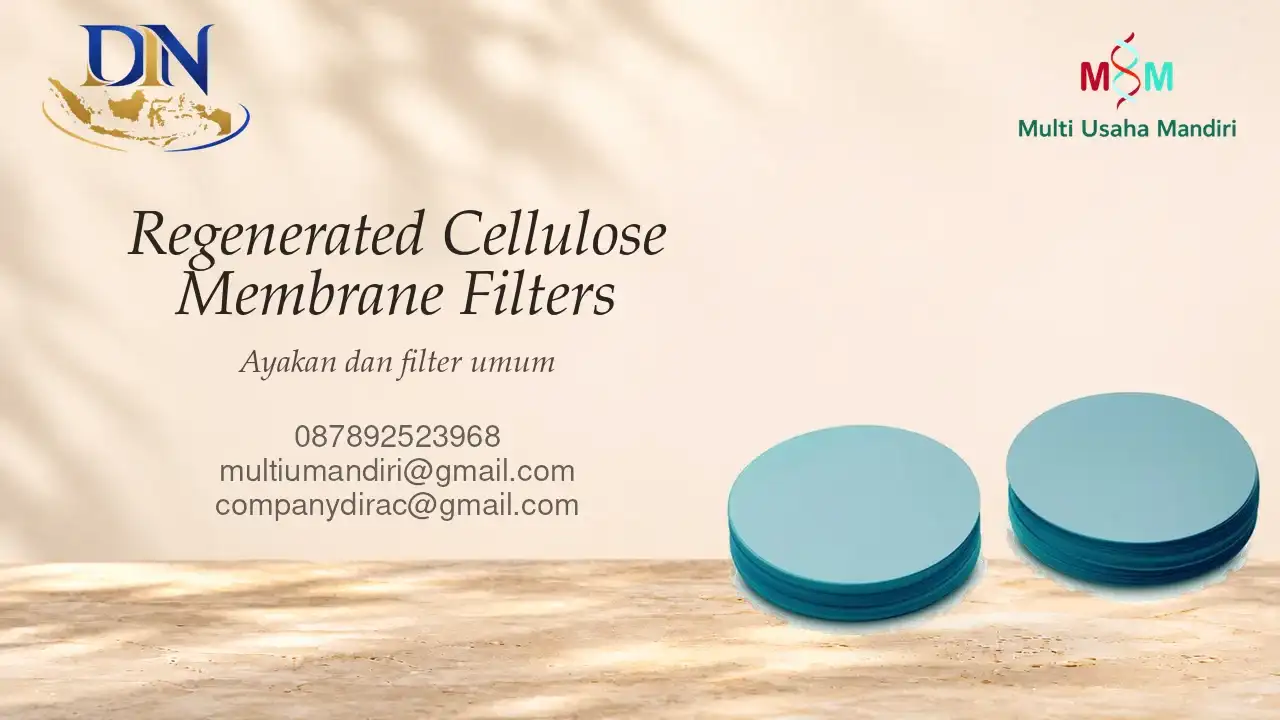 DIN
MSM
Multi Usaha Mandiri
Regenerated Cellulose
Membrane Filters
Ayakan dan filter umum
087892523968
multiumandiri@gmail.com
companydirac@gmail.com